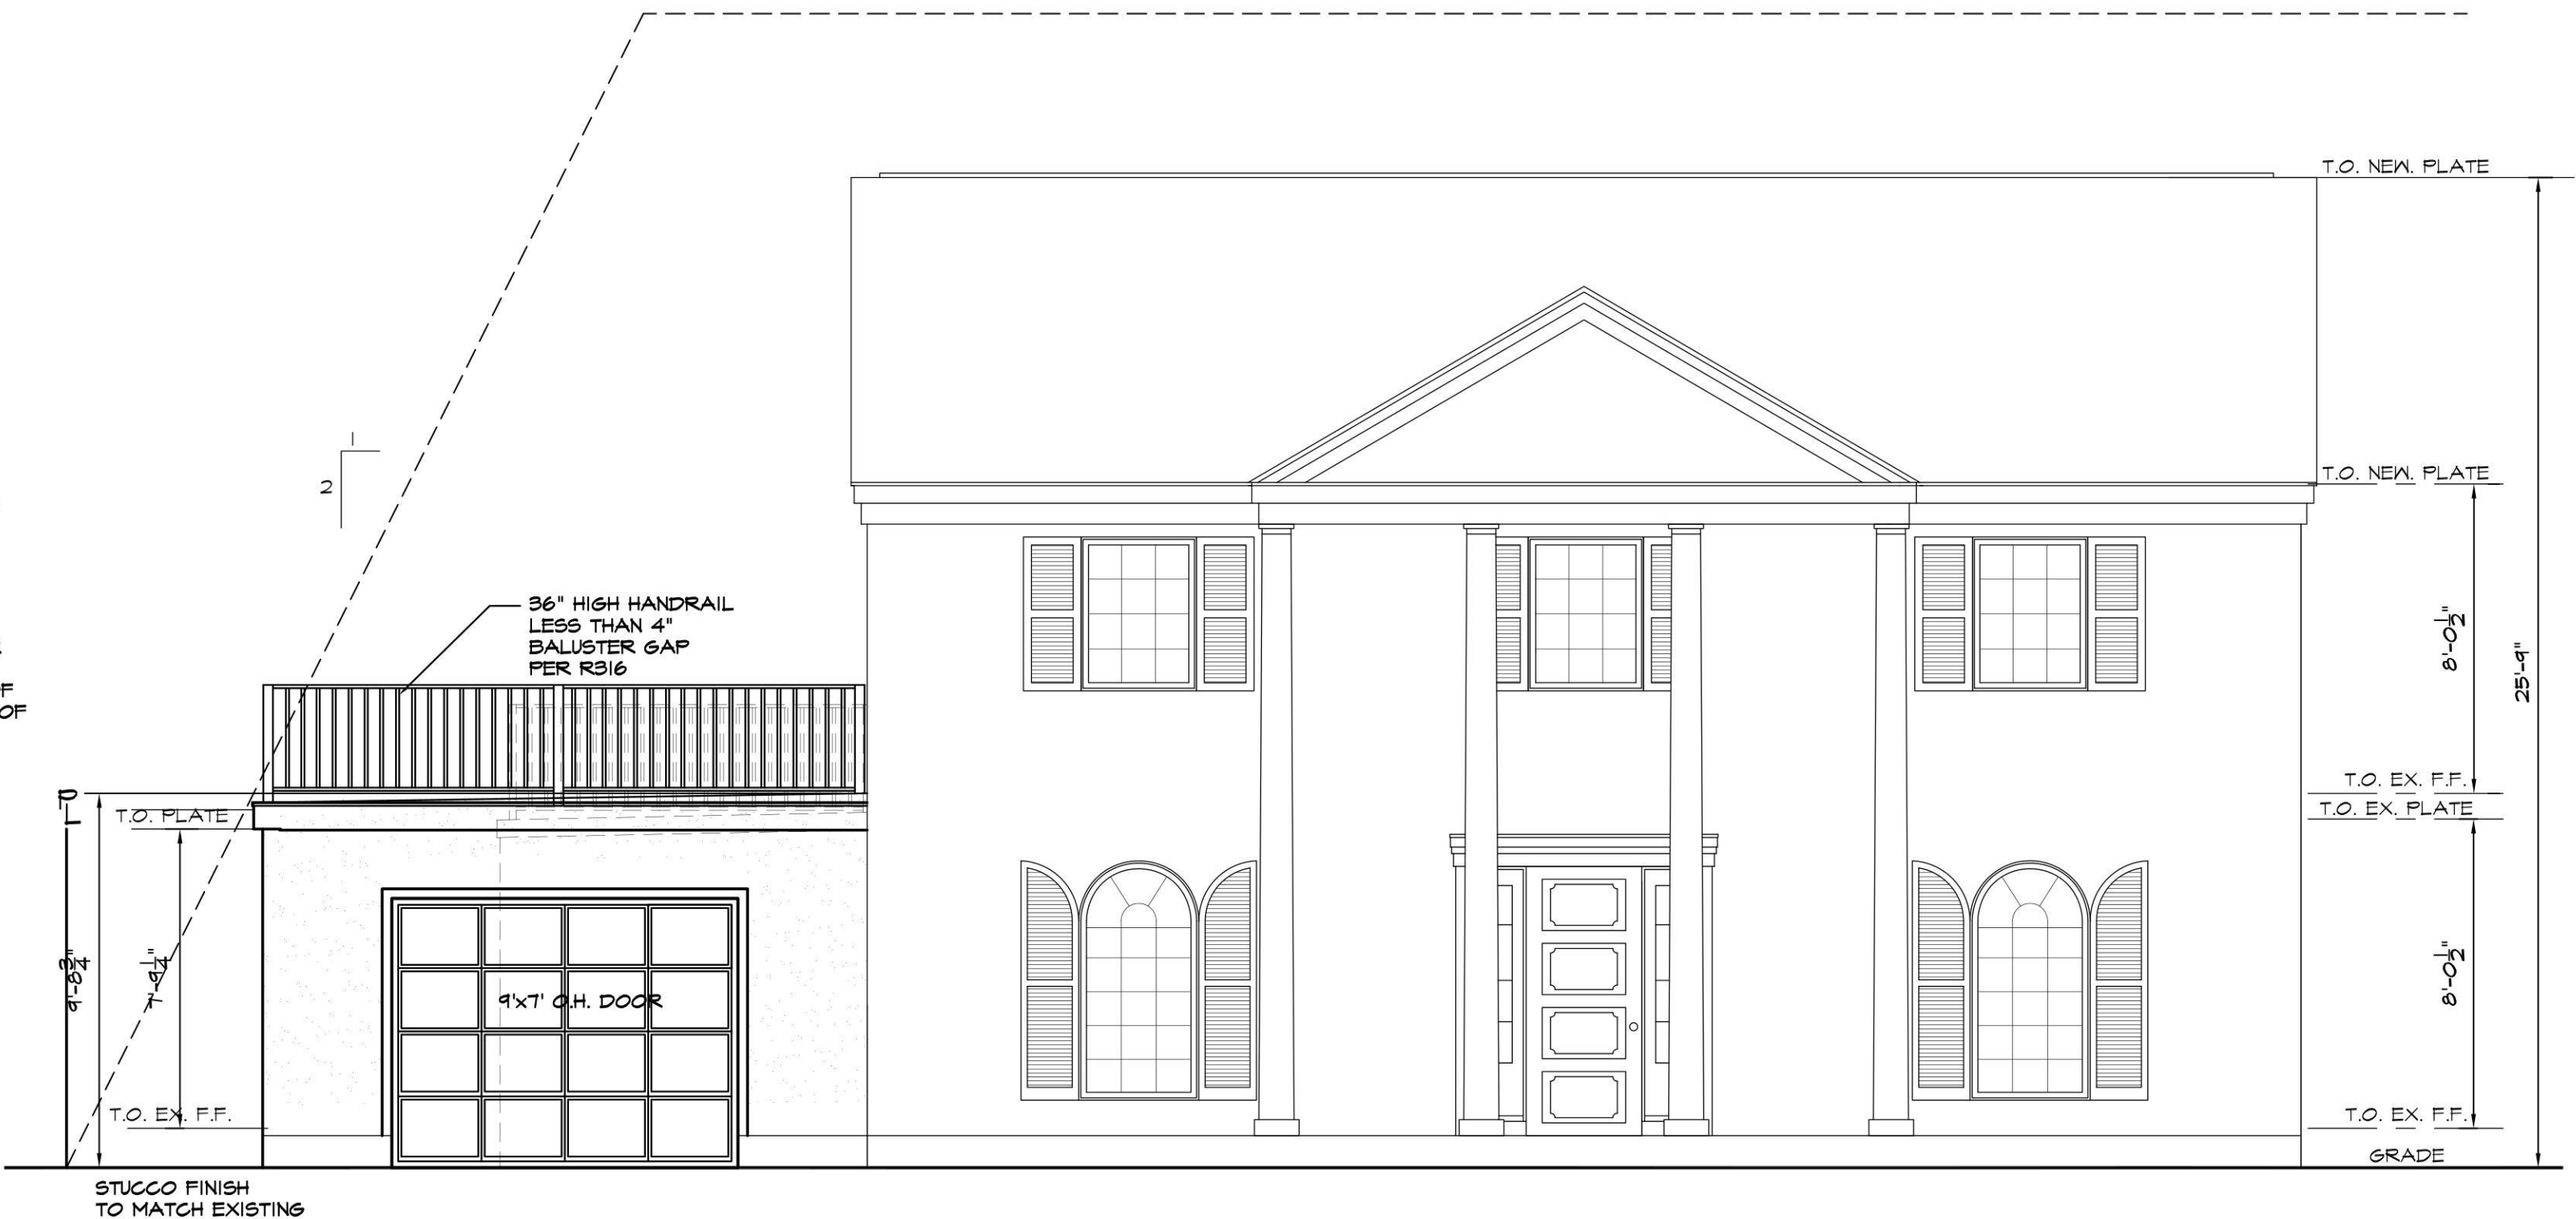 T.O. NEW. PLATE
1
2
T.O. NEW. PLATE
36" HIGH HANDRAIL
LESS THAN 4"
BALUSTER GAP
PER R316
8'-0½"
25'-9"
OF
T.O. EX. F.F.
T.O. EX. PLATE
T.O. PLATE
9'-8¾"
7'-9¼"
9'x7' O.H. DOOR
8'-0½"
T.O. EX. F.F.
T.O. EX. F.F.
GRADE
STUCCO FINISH
TO MATCH EXISTING